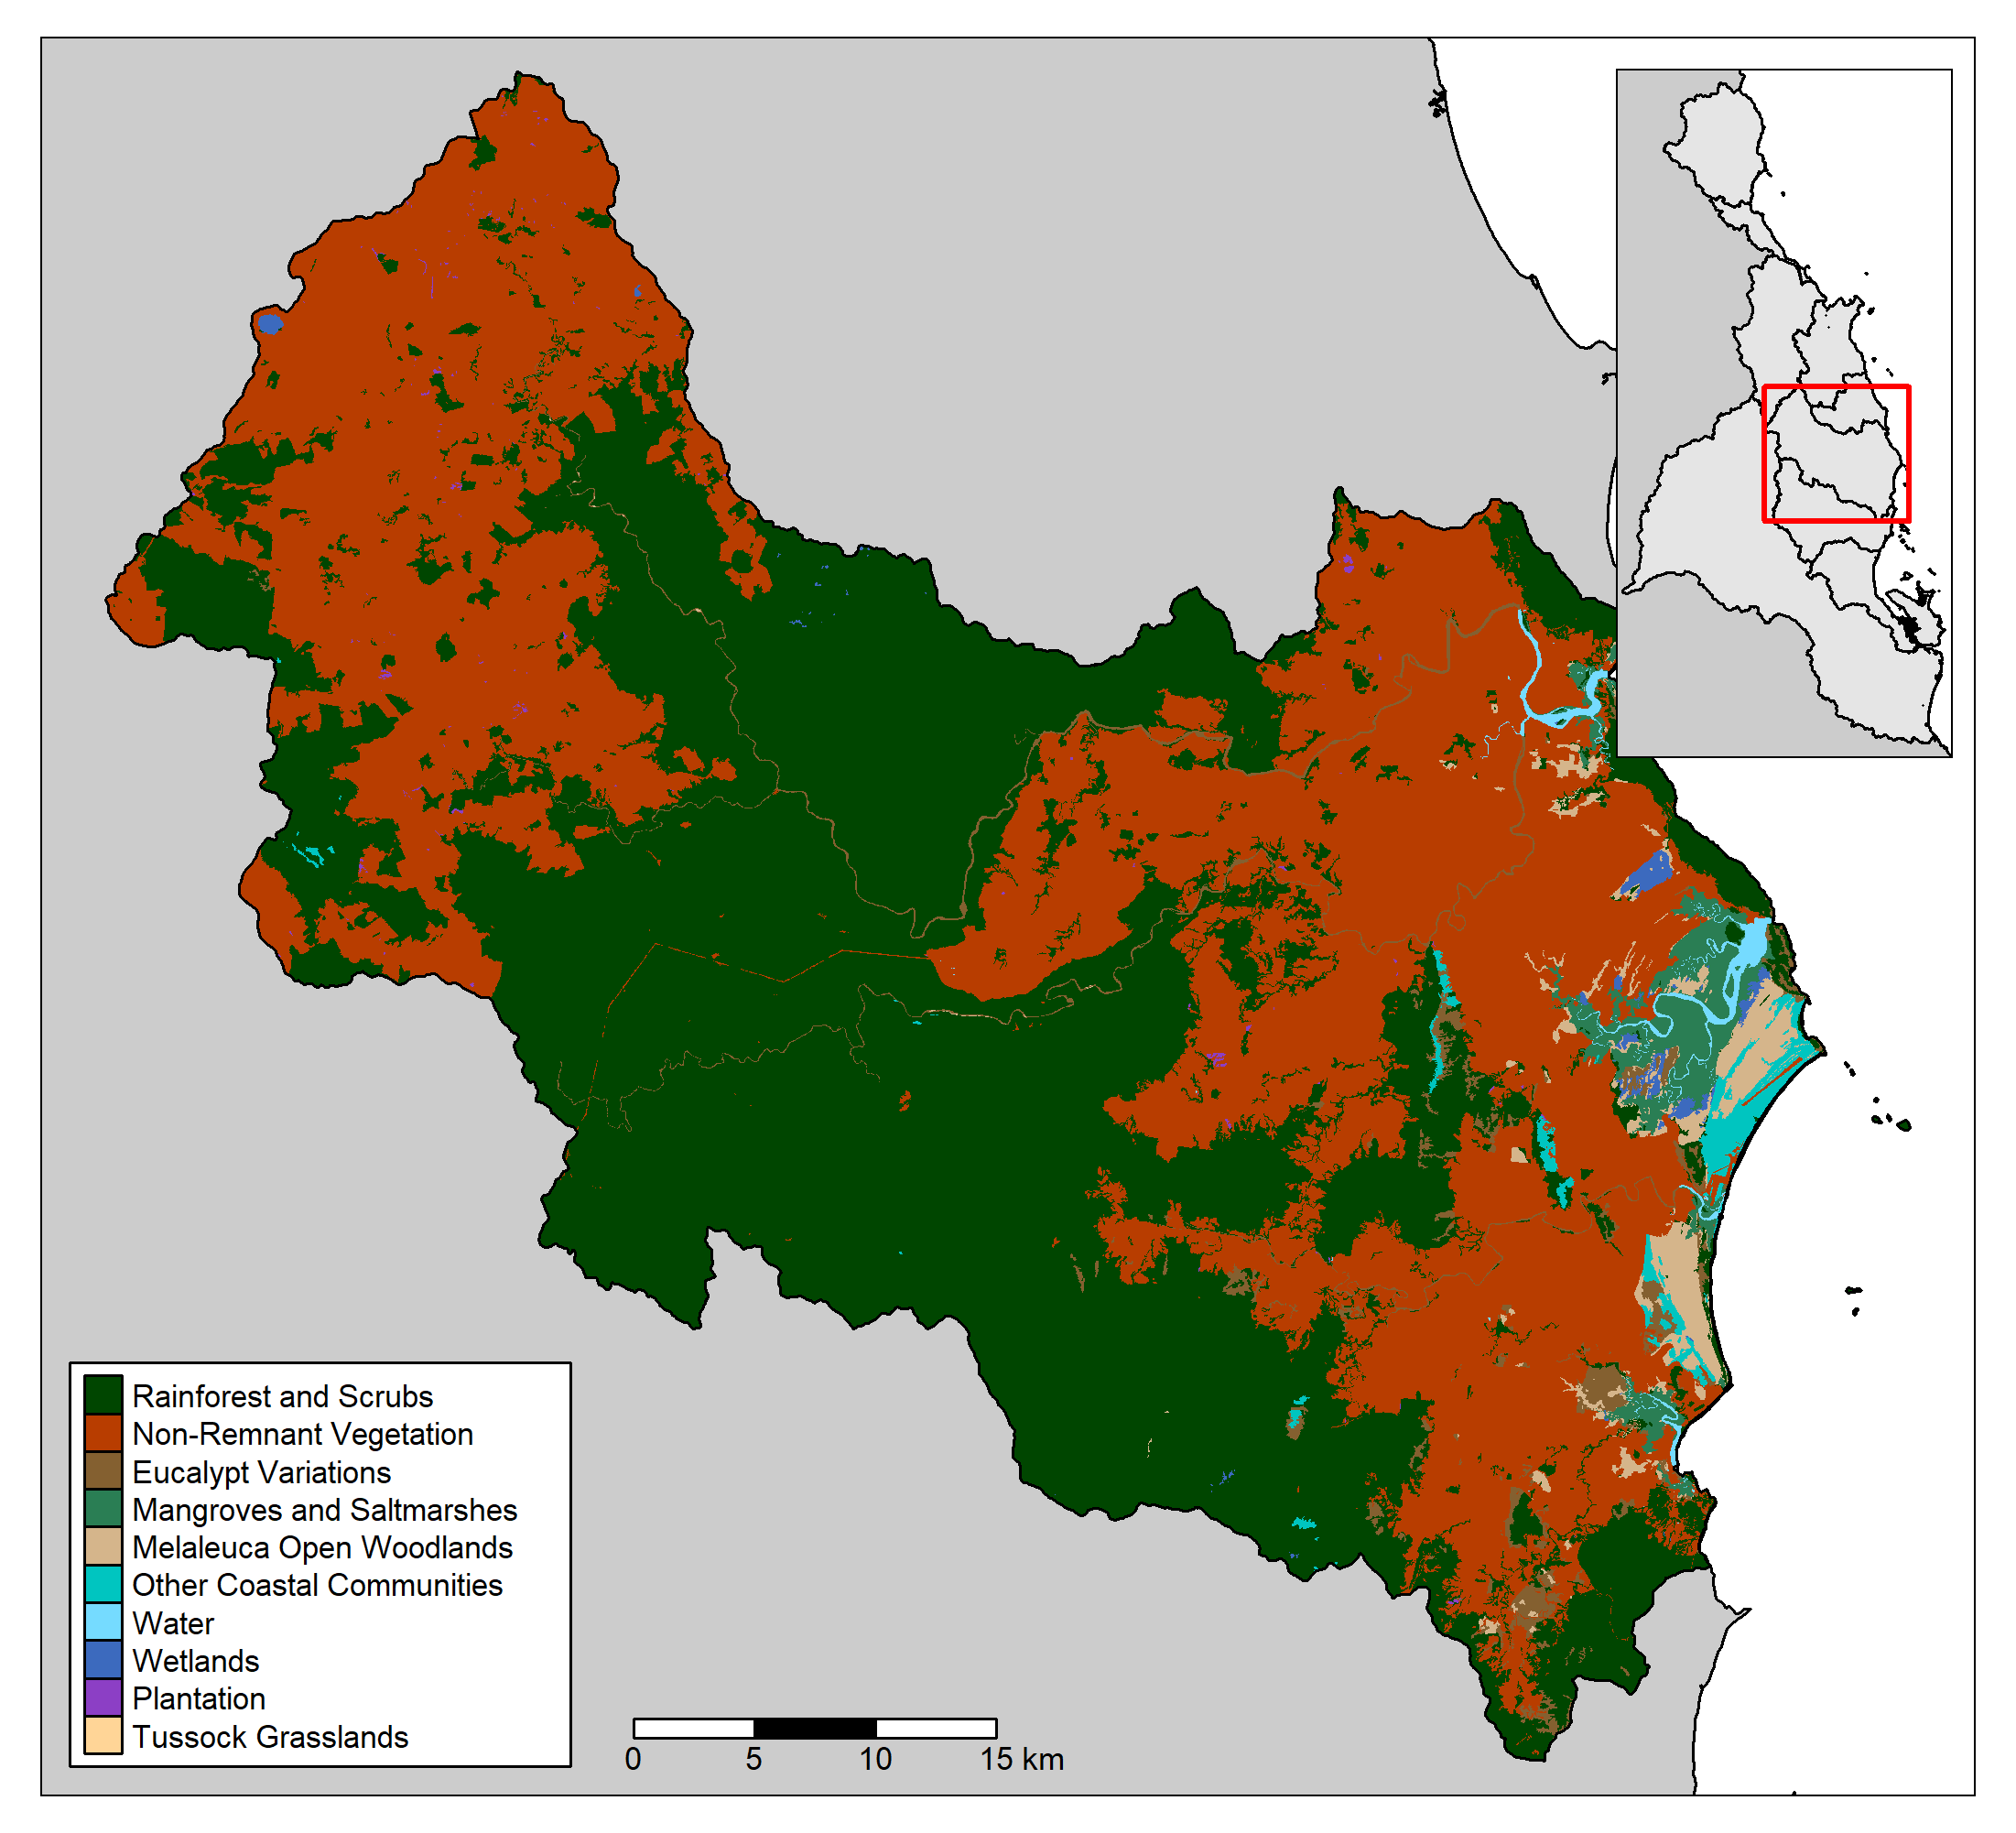 Rainforest and Scrubs
Non-Remnant Vegetation
Eucalypt Variations
Mangroves and Saltmarshes
Melaleuca Open Woodlands
Other Coastal Communities
Water
Wetlands
Plantation
Tussock Grasslands
0 5 10 15 km